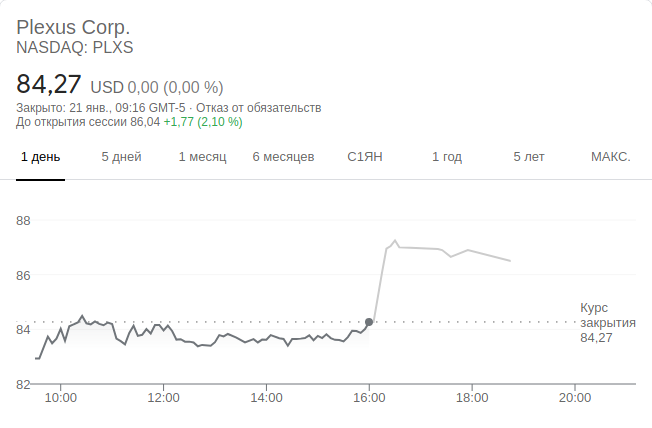 Plexus Corp.
NASDAQ: PLXS
84,27 USD 0,00 (0,00 %)
Закрыто: 21 янв., 09:16 GMT-5 · Отказ от обязательств
До открытия сессии 86,04 +1,77 (2,10 %)
1 день 5 дней 1 месяц 6 месяцев С1ЯН 1 год 5 лет МАКС.
88
86
Курс
84 закрытия
84,27
82
10:00 12:00 14:00 16:00 18:00 20:00